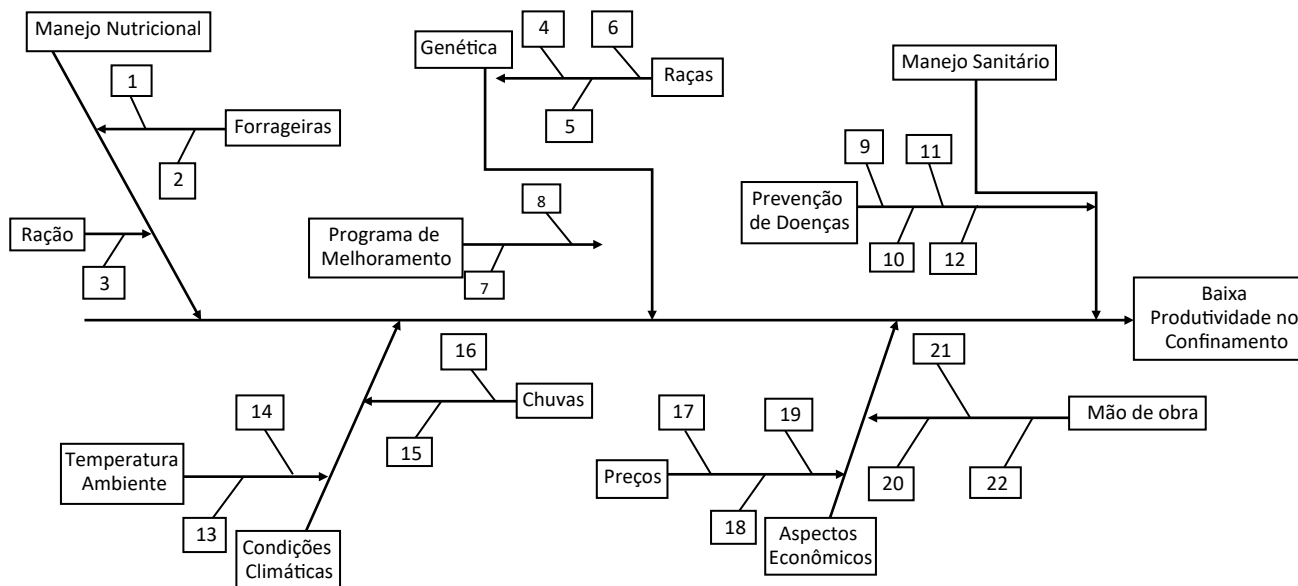 Manejo Nutricional
1
Forrageiras
2
Ração
3
Genética
4
6
Raças
5
8
Programa de
Melhoramento
7
Manejo Sanitário
9
11
Prevenção
de Doenças
10
12
Baixa
Produtividade no
Confinamento
16
Chuvas
15
14
Temperatura
Ambiente
13
Condições
Climáticas
21
Mão de obra
20
22
17
19
Preços
18
Aspectos
Econômicos